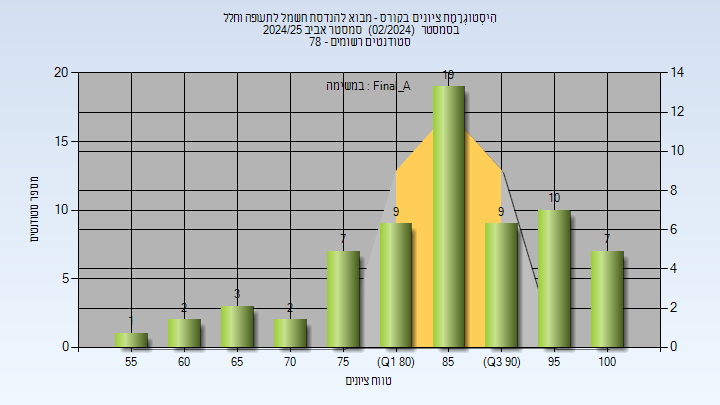 היסטוגרמת ציונים בקורס - מבוא להנדסת חשמל לתעופה וחלל
בסמסטר (02/2024) סמסטר אביב 2024/25
סטודנטים רשומים - 78
במשימה : Final_A
20 15 10 5 0
14 12 10 8 6 4 2 0
1 2 3 2 7 9 19 9 10 7
55 60 65 70 75 (Q1 80) 85 (Q3 90) 95 100
מספר סטודנטים
טווח ציונים